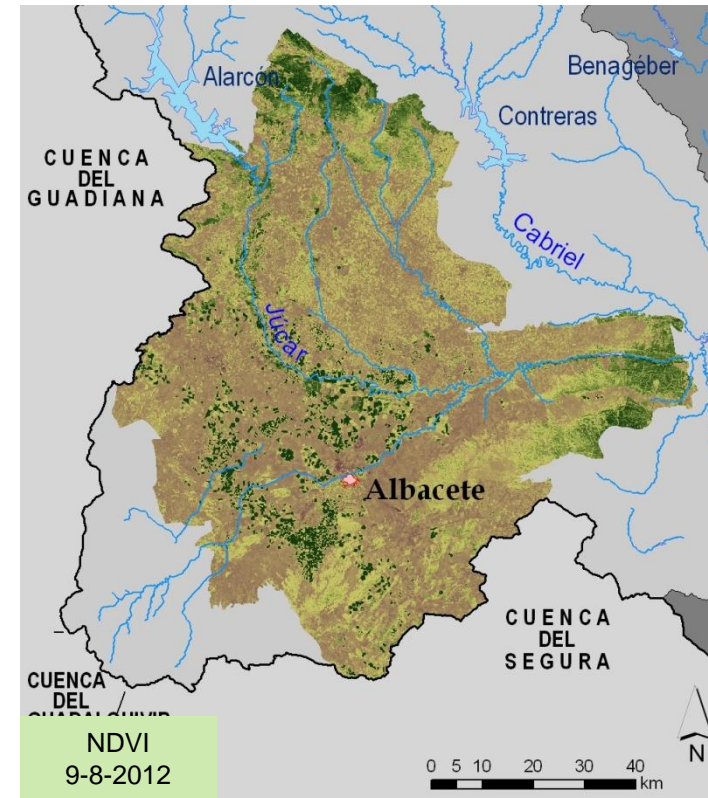 Alarcón
Benagéber
Contreras
CUENCA
DEL
GUADIANA
Cabriel
Júcar
Albacete
CUENCA
DEL
SEGURA
CUENCA
DEL
GUADALQUIVIR
NDVI
9-8-2012
N
0 5 10 20 30 40
km